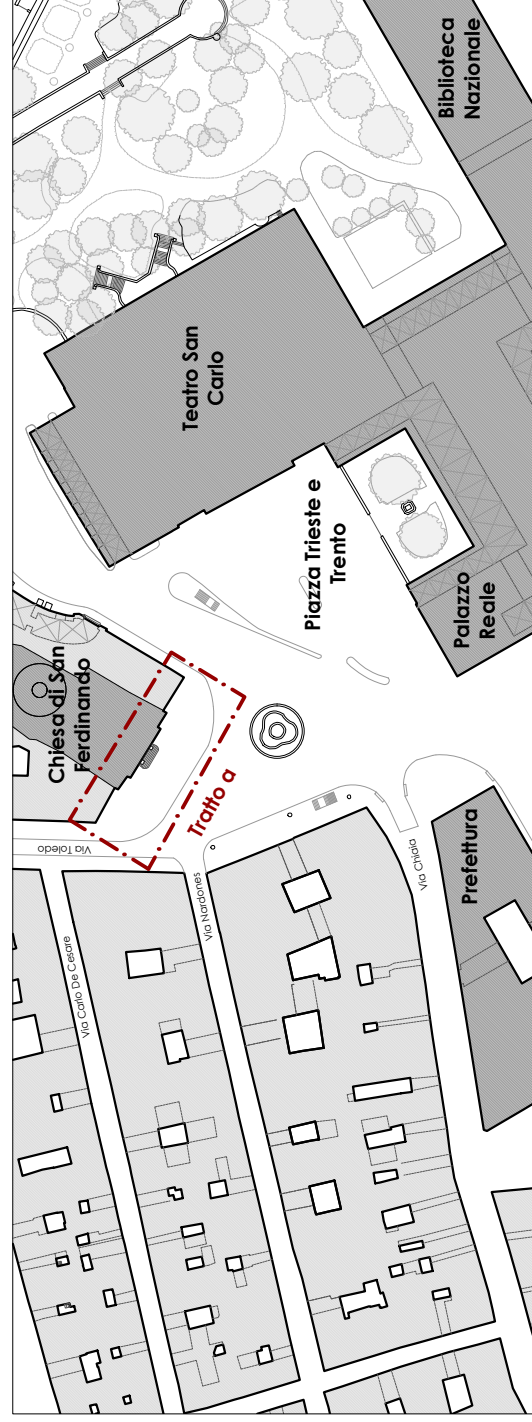 Biblioteca
Nazionale
Teatro San
Carlo
Piazza Trieste e
Trento
Palazzo
Reale
Chiesa di San
Ferdinando
Tratto a
Via Toledo
Via Nardones
Via Chiaia
Prefettura
Via Carlo De Cesare